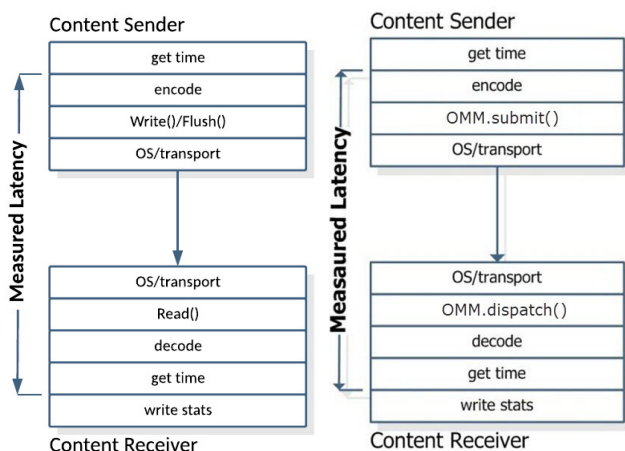 Content Sender
get time
encode
Write()/Flush()
OS/transport
Measured Latency
OS/transport
Read()
decode
get time
write stats
Content Receiver
Content Sender
get time
encode
OMM.submit()
OS/transport
Measaured Latency
OS/transport
OMM.dispatch()
decode
get time
write stats
Content Receiver